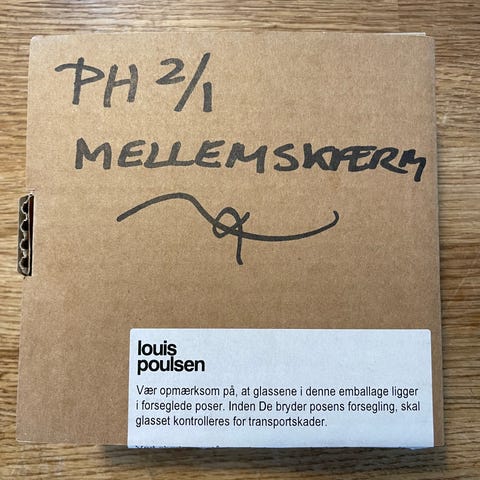 PH 2/1
MELLEMSKÆRM
louis
poulsen
Vær opmærksom på, at glassene i denne emballage ligger
i forseglede poser. Inden De bryder posens forsegling, skal
glasset kontrolleres for transportskader.